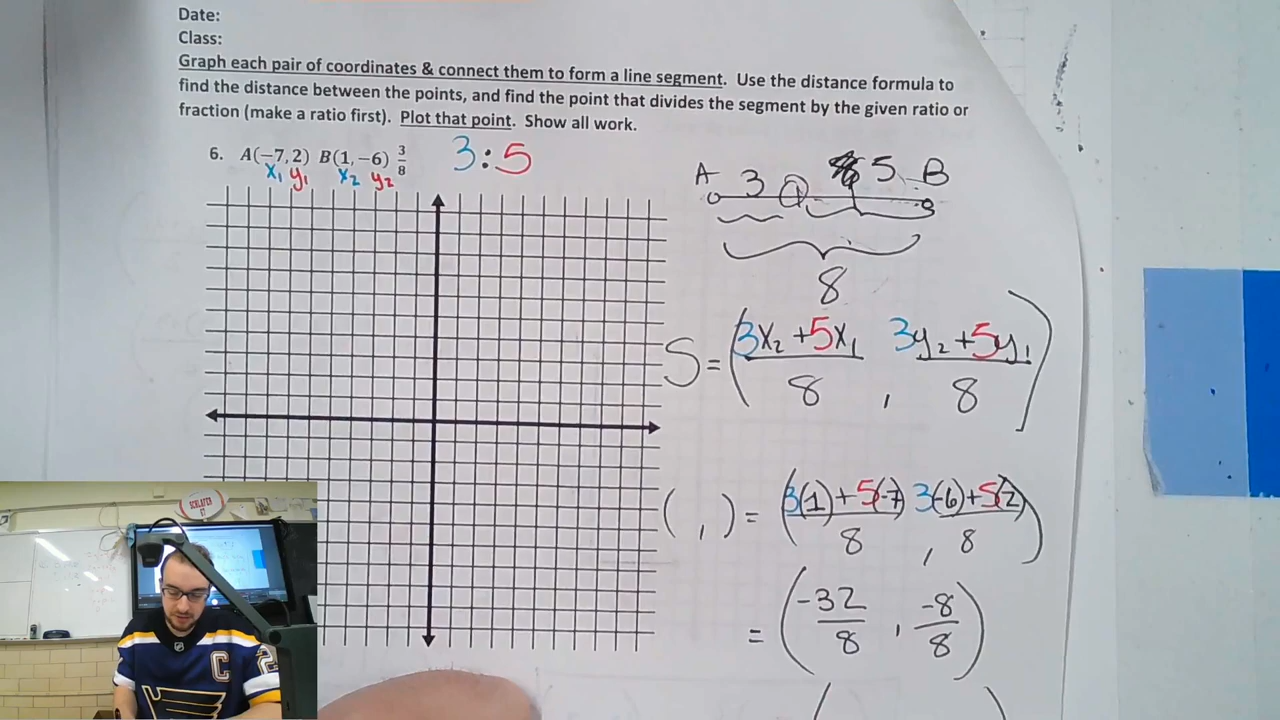 Date:
Class:
Graph each pair of coordinates & connect them to form a line segment. Use the distance formula to
find the distance between the points, and find the point that divides the segment by the given ratio or
fraction (make a ratio first). Plot that point. Show all work.
6. A(−7,2) B(1,−6) 3/8 3:5
x₁ y₁ x₂ y₂
A 3 5 B
8
S = (3x₂+5x₁/8, 3y₂+5y₁/8)
( , ) = (3(1)+5(-7)/8, 3(-6)+5(2)/8)
= (-32/8, -8/8)
C
2